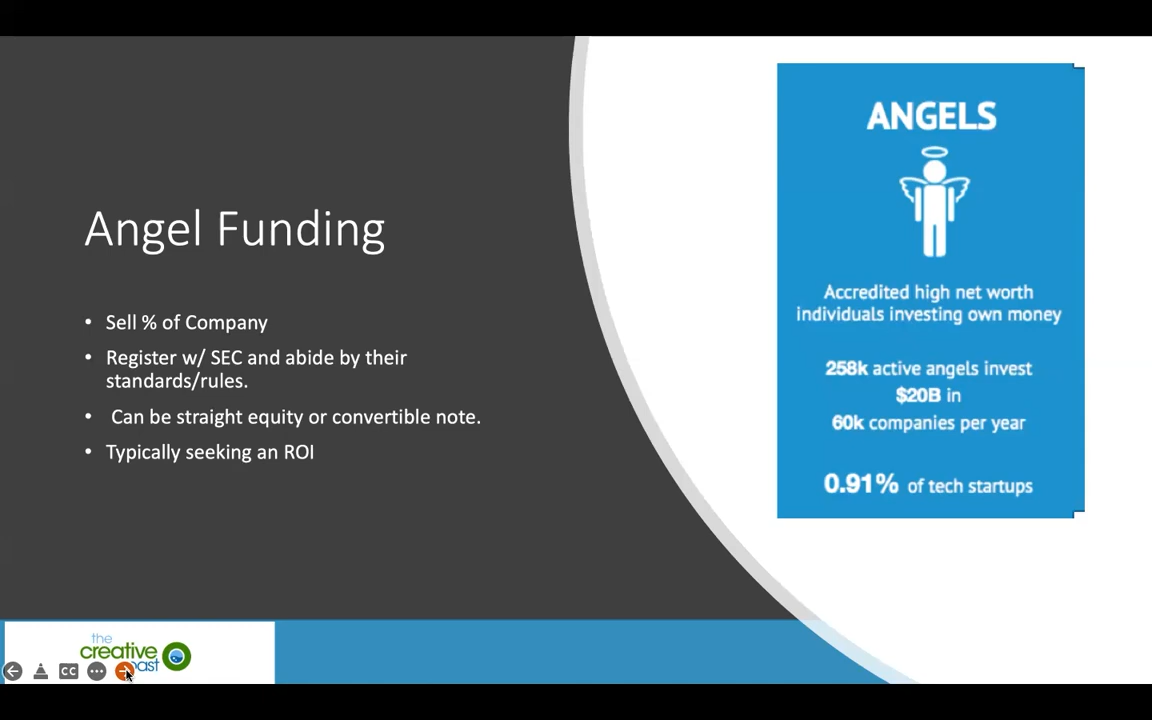 Angel Funding
• Sell % of Company
• Register w/ SEC and abide by their
standards/rules.
• Can be straight equity or convertible note.
• Typically seeking an ROI
ANGELS
Accredited high net worth
individuals investing own money
258k active angels invest
$20B in
60k companies per year
0.91% of tech startups
the
creative
CC